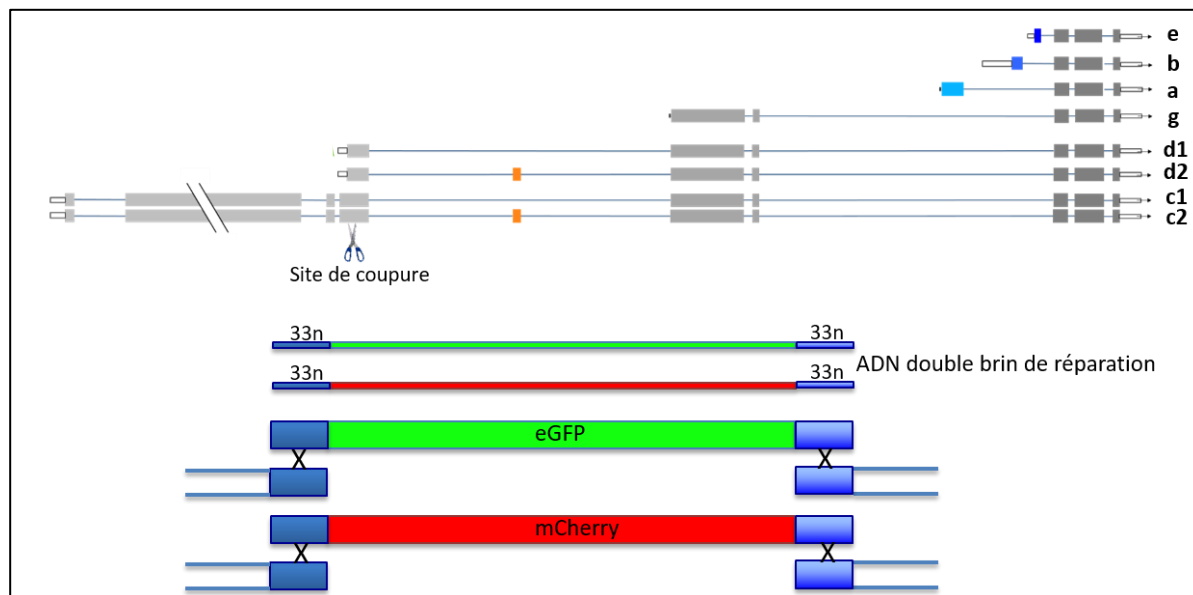 e
b
a
g
d1
d2
c1
c2
Site de coupure
33n 33n
ADN double brin de réparation
33n 33n
eGFP
mCherry